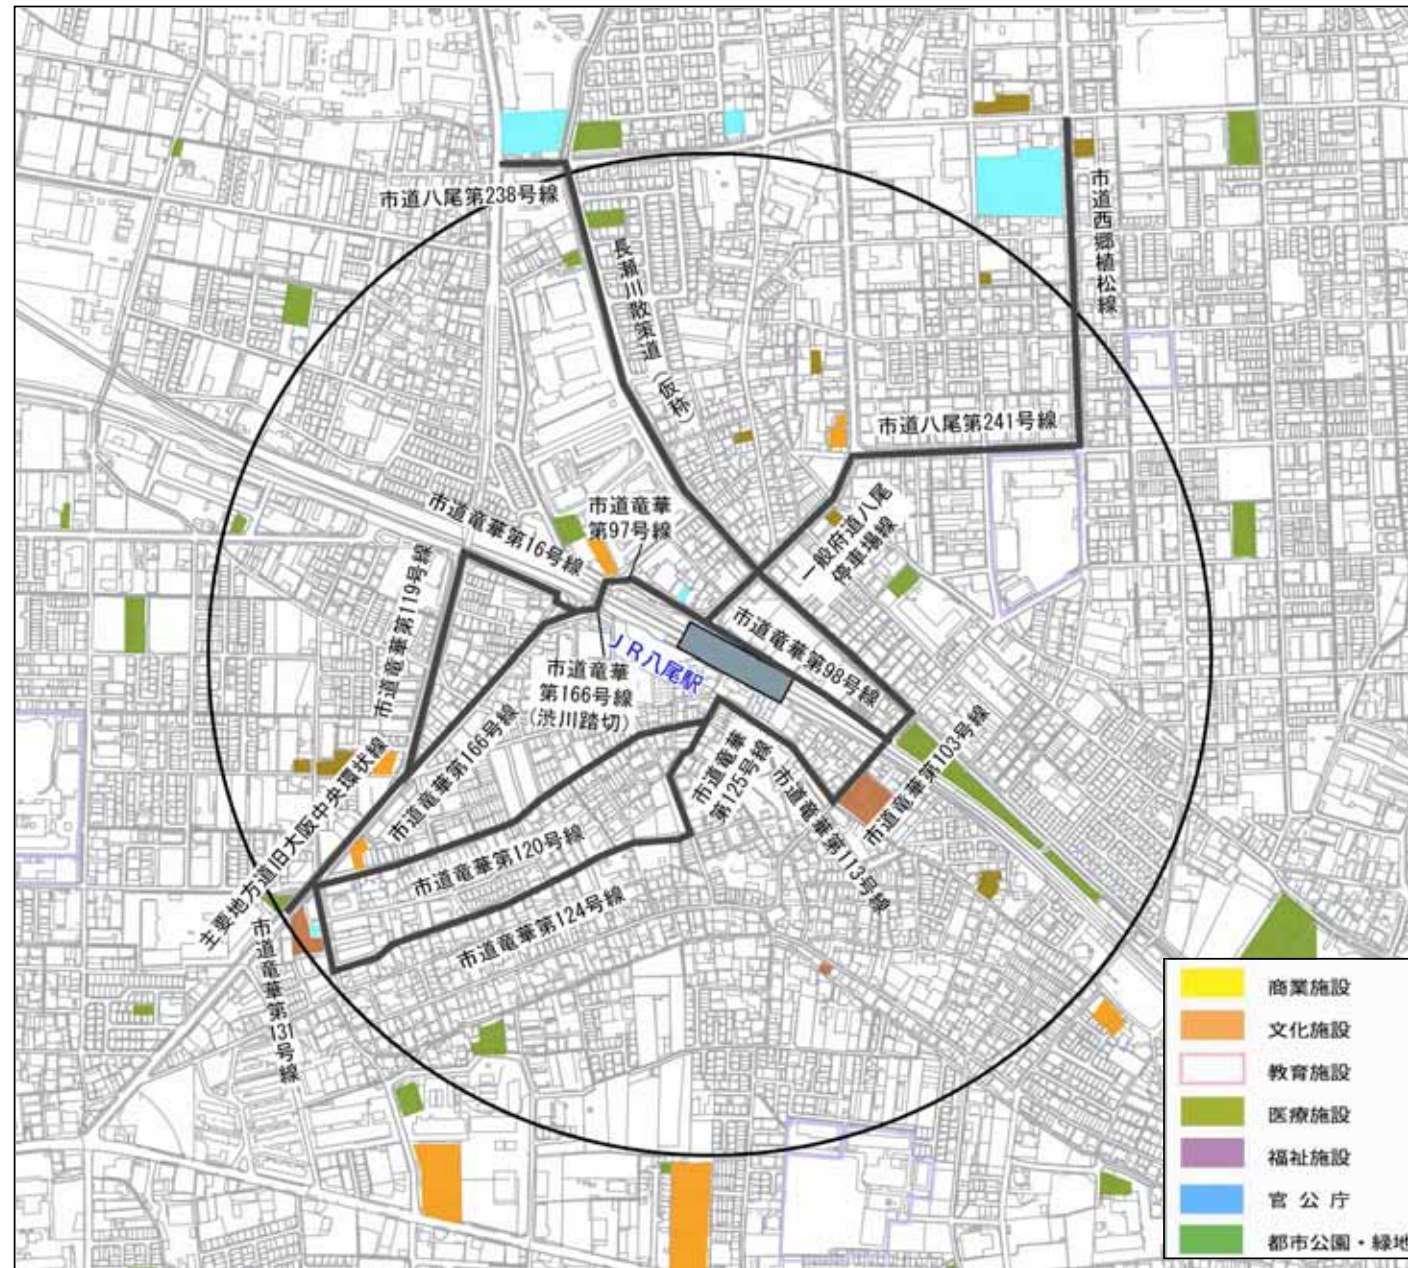 市道八尾第238号線
市道西郷植松線
長瀬川散策道（仮称）
市道八尾第241号線
市道竜華
第97号線
市道竜華第16号線
一般府道八尾
停車場線
市道竜華第119号線
市道竜華第98号線
ＪＲ八尾駅
市道竜華
第166号線
（渋川踏切）
市道竜華第166号線
市道竜華第103号線
市道竜華
第125号線
市道竜華第113号線
主要地方道旧大阪中央環状線
市道竜華第120号線
市道竜華第124号線
市道竜華第131号線
商業施設
文化施設
教育施設
医療施設
福祉施設
官公庁
都市公園・緑地